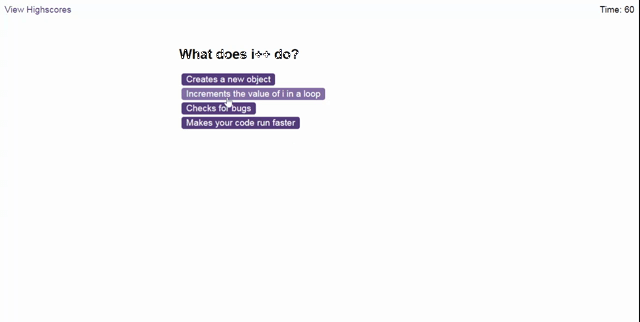 View Highscores
Time: 60
What does i++ do?
Creates a new object
Increments the value of i in a loop
Checks for bugs
Makes your code run faster